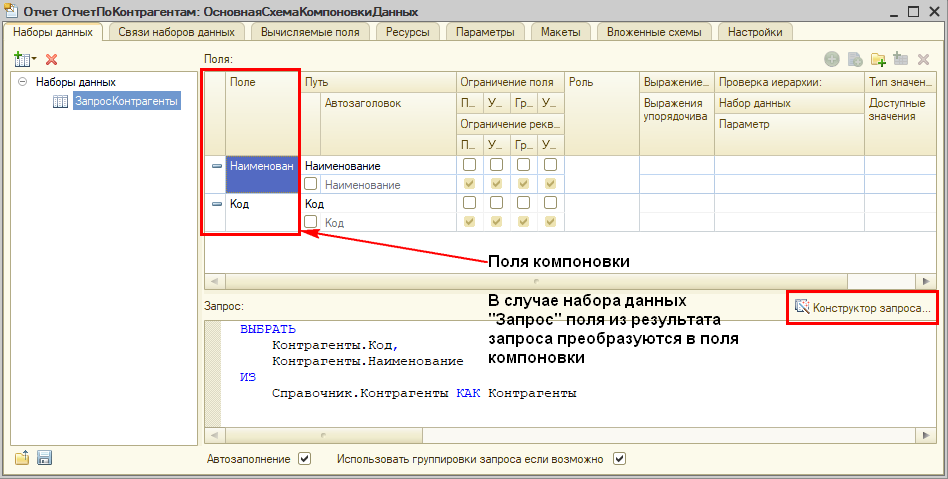 Отчет ОтчетПоКонтрагентам: ОсновнаяСхемаКомпоновкиДанных
Наборы данных Связи наборов данных Вычисляемые поля Ресурсы Параметры Макеты Вложенные схемы Настройки
Поля:
Наборы данных
ЗапросКонтрагенты
Поле Путь Ограничение поля Роль Выражение... Проверка иерархии: Тип значен...
Автозаголовок П... У... Гр... У... Выражения упорядочива Набор данных Доступные значения
Ограничение рекв... Параметр
П... У... Гр... У...
Наименован Наименование
Наименование
Код Код
Код
Поля компоновки
Запрос:
Конструктор запроса...
В случае набора данных
"Запрос" поля из результата
запроса преобразуются в поля
компоновки
ВЫБРАТЬ
Контрагенты.Код,
Контрагенты.Наименование
ИЗ
Справочник.Контрагенты КАК Контрагенты
Автозаполнение Использовать группировки запроса если возможно